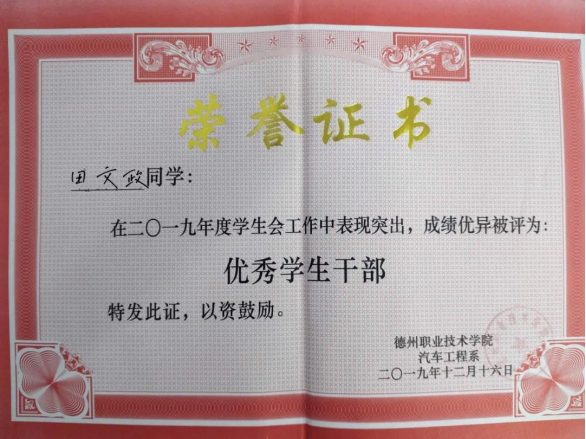 荣誉证书
田文政同学：
在二〇一九年度学生会工作中表现突出，成绩优异被评为：
优秀学生干部
特发此证，以资鼓励。
德州职业技术学院
汽车工程系
二〇一九年十二月十六日